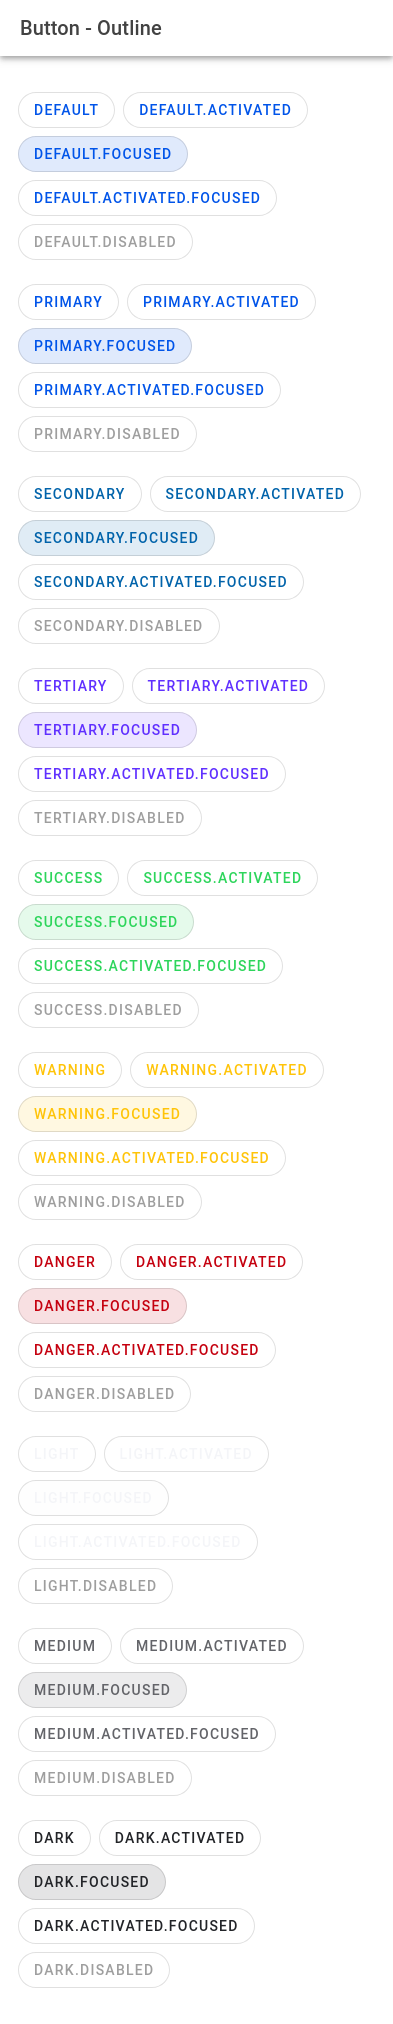 Button - Outline
DEFAULT DEFAULT.ACTIVATED
DEFAULT.FOCUSED
DEFAULT.ACTIVATED.FOCUSED
DEFAULT.DISABLED
PRIMARY PRIMARY.ACTIVATED
PRIMARY.FOCUSED
PRIMARY.ACTIVATED.FOCUSED
PRIMARY.DISABLED
SECONDARY SECONDARY.ACTIVATED
SECONDARY.FOCUSED
SECONDARY.ACTIVATED.FOCUSED
SECONDARY.DISABLED
TERTIARY TERTIARY.ACTIVATED
TERTIARY.FOCUSED
TERTIARY.ACTIVATED.FOCUSED
TERTIARY.DISABLED
SUCCESS SUCCESS.ACTIVATED
SUCCESS.FOCUSED
SUCCESS.ACTIVATED.FOCUSED
SUCCESS.DISABLED
WARNING WARNING.ACTIVATED
WARNING.FOCUSED
WARNING.ACTIVATED.FOCUSED
WARNING.DISABLED
DANGER DANGER.ACTIVATED
DANGER.FOCUSED
DANGER.ACTIVATED.FOCUSED
DANGER.DISABLED
LIGHT LIGHT.ACTIVATED
LIGHT.FOCUSED
LIGHT.ACTIVATED.FOCUSED
LIGHT.DISABLED
MEDIUM MEDIUM.ACTIVATED
MEDIUM.FOCUSED
MEDIUM.ACTIVATED.FOCUSED
MEDIUM.DISABLED
DARK DARK.ACTIVATED
DARK.FOCUSED
DARK.ACTIVATED.FOCUSED
DARK.DISABLED